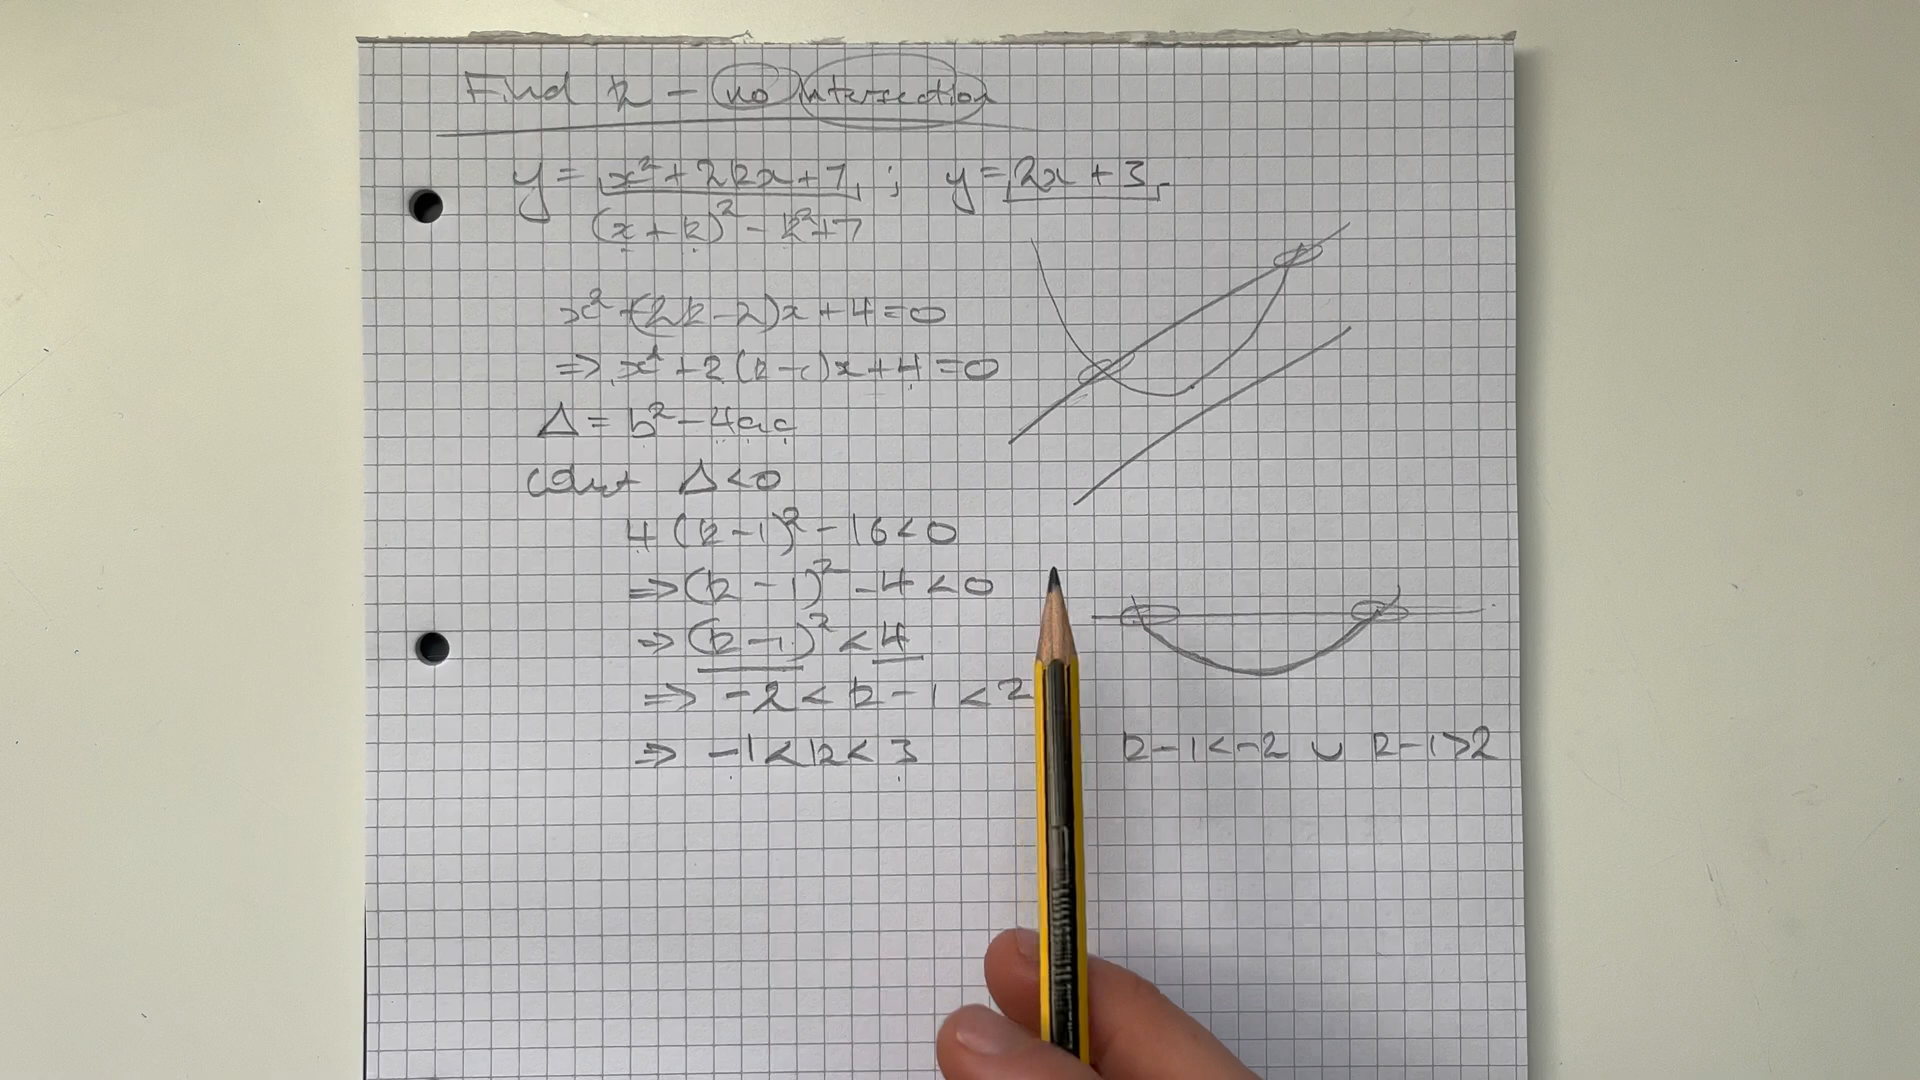 Find k - no intersection
y = x² + 2kx + 7 ; y = 2x + 3
(x + k)² - k² + 7
x² + (2k - 2)x + 4 = 0
⇒ x² + 2(k - 1)x + 4 = 0
Δ = b² - 4ac
want Δ < 0
4(k - 1)² - 16 < 0
⇒ (k - 1)² - 4 < 0
⇒ (k - 1)² < 4
⇒ -2 < k - 1 < 2
⇒ -1 < k < 3
k - 1 < -2 ∪ k - 1 > 2